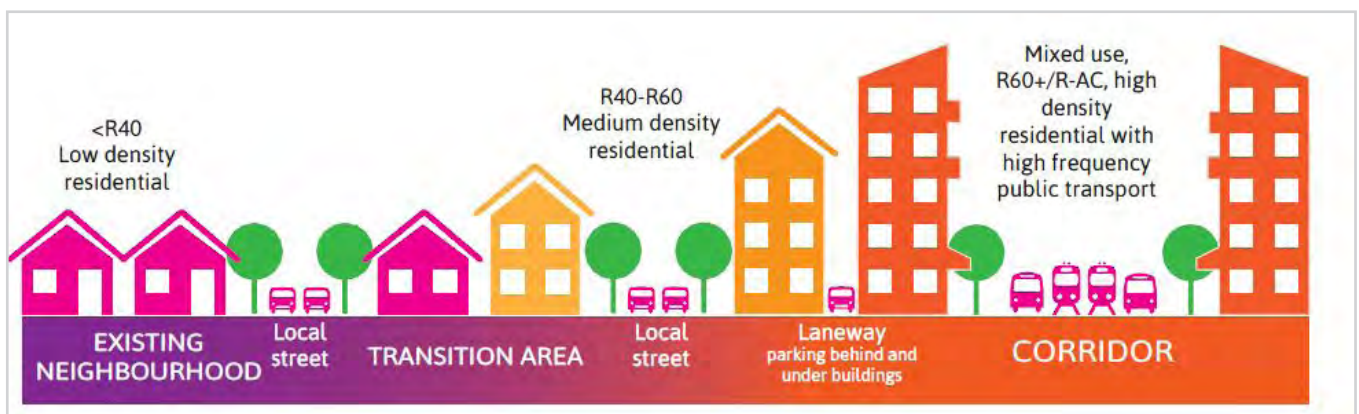 <R40
Low density
residential
R40-R60
Medium density
residential
Mixed use,
R60+/R-AC, high
density
residential with
high frequency
public transport
EXISTING
NEIGHBOURHOOD
Local
street
TRANSITION AREA
Local
street
Laneway
parking behind and
under buildings
CORRIDOR